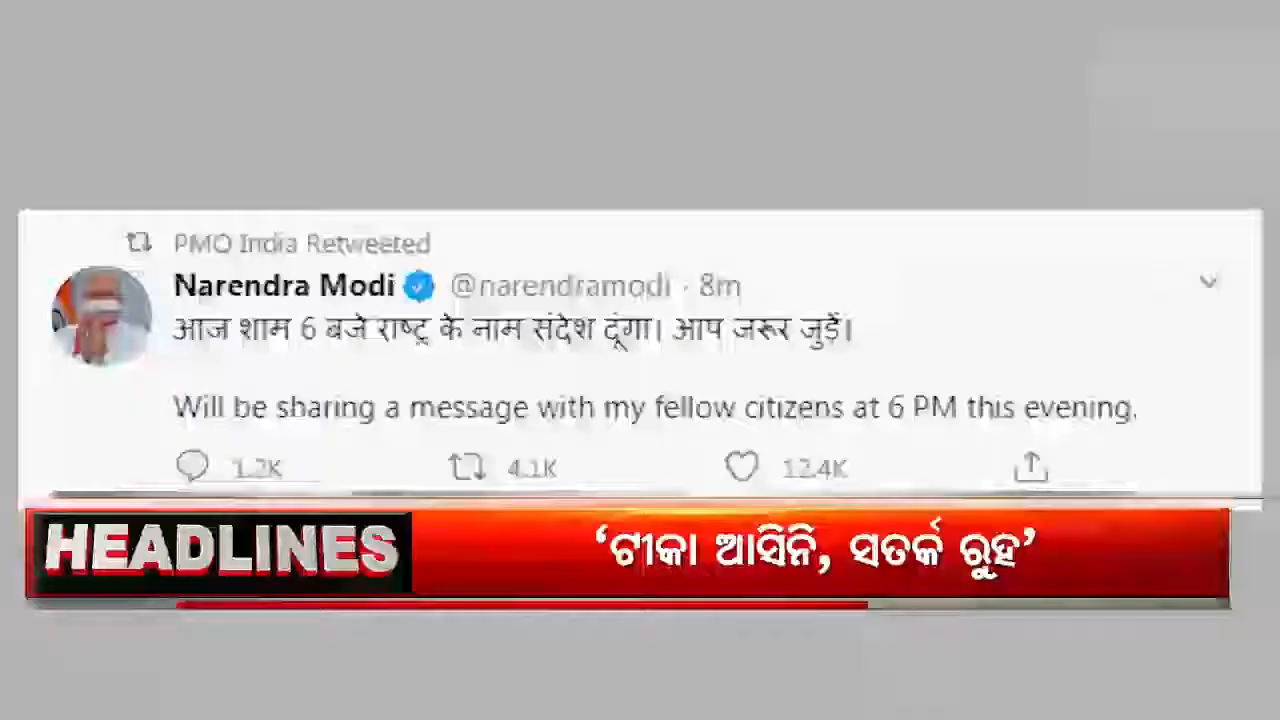 PMO India Retweeted
Narendra Modi @narendramodi · 8m
आज शाम 6 बजे राष्ट्र के नाम संदेश दूंगा। आप जरूर जुड़ें।
Will be sharing a message with my fellow citizens at 6 PM this evening.
1.2K 4.1K 12.4K
HEADLINES ‘ଟୀକା ଆସିନି, ସତର୍କ ରୁହ’